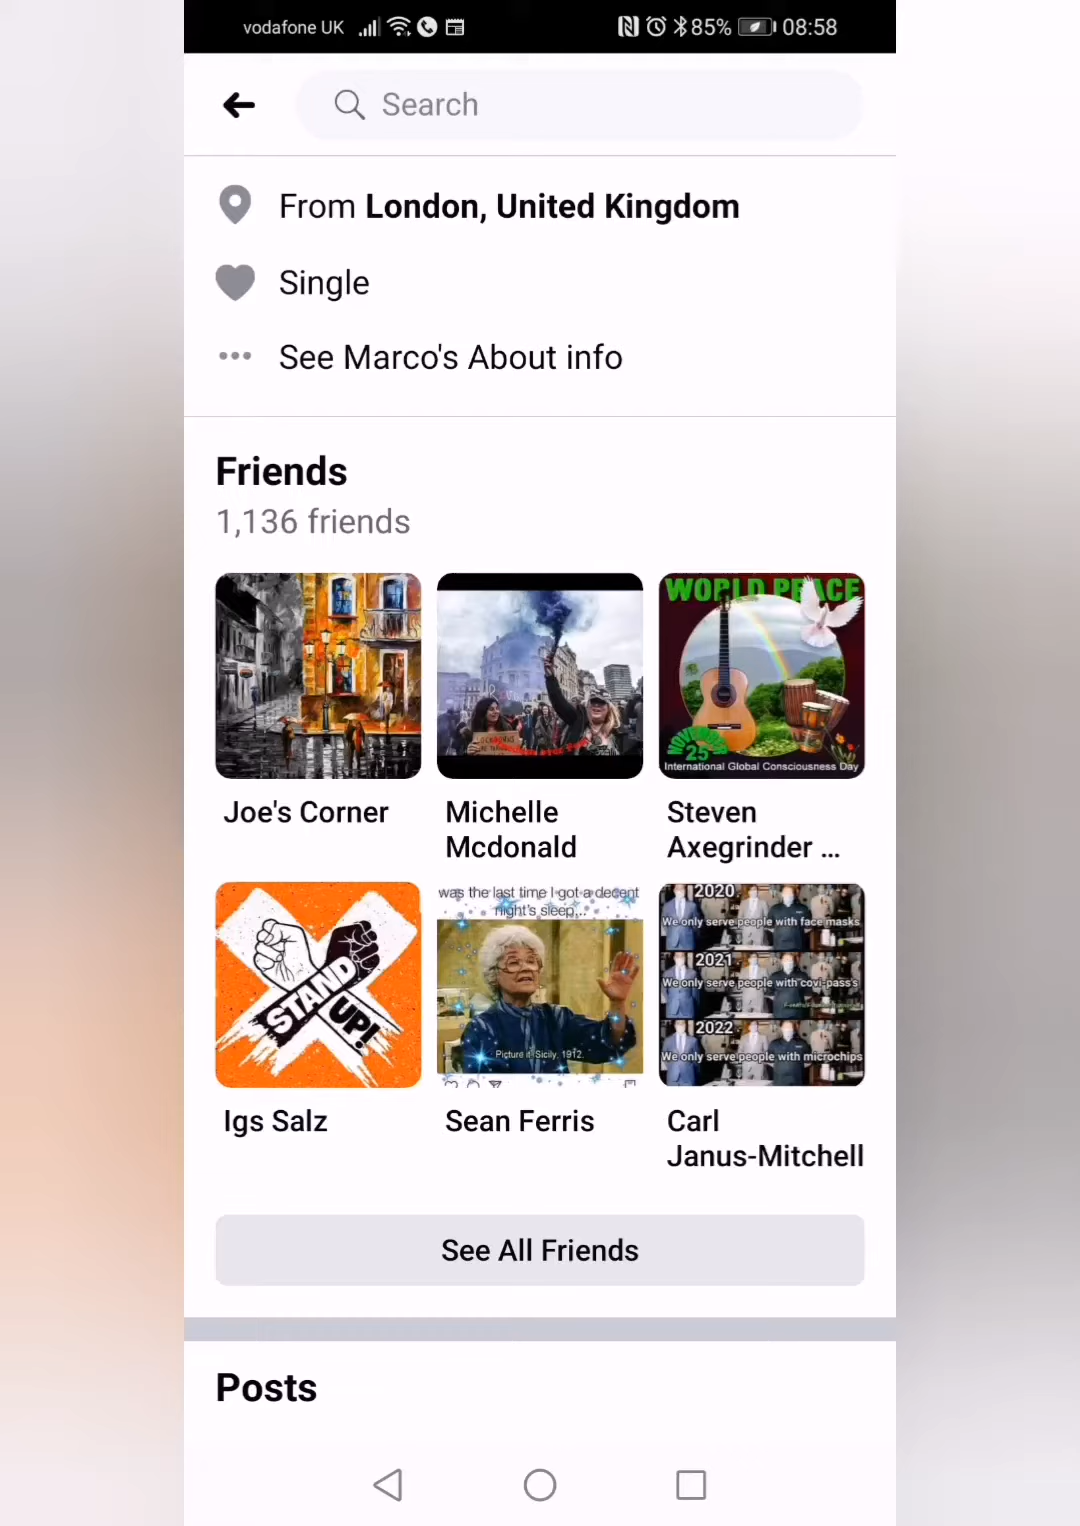 vodafone UK
85% 08:58
Search
From London, United Kingdom
Single
See Marco's About info
Friends
1,136 friends
WORLD PEACE
NOVEMBER
25
International Global Consciousness Day
Joe's Corner
Michelle
Mcdonald
Steven
Axegrinder ...
STAND
UP!
was the last time I got a decent
night's sleep...
Picture it. Sicily, 1912.
2020
We only serve people with face masks
2021
We only serve people with covi-pass's
2022
We only serve people with microchips
Igs Salz
Sean Ferris
Carl
Janus-Mitchell
See All Friends
Posts